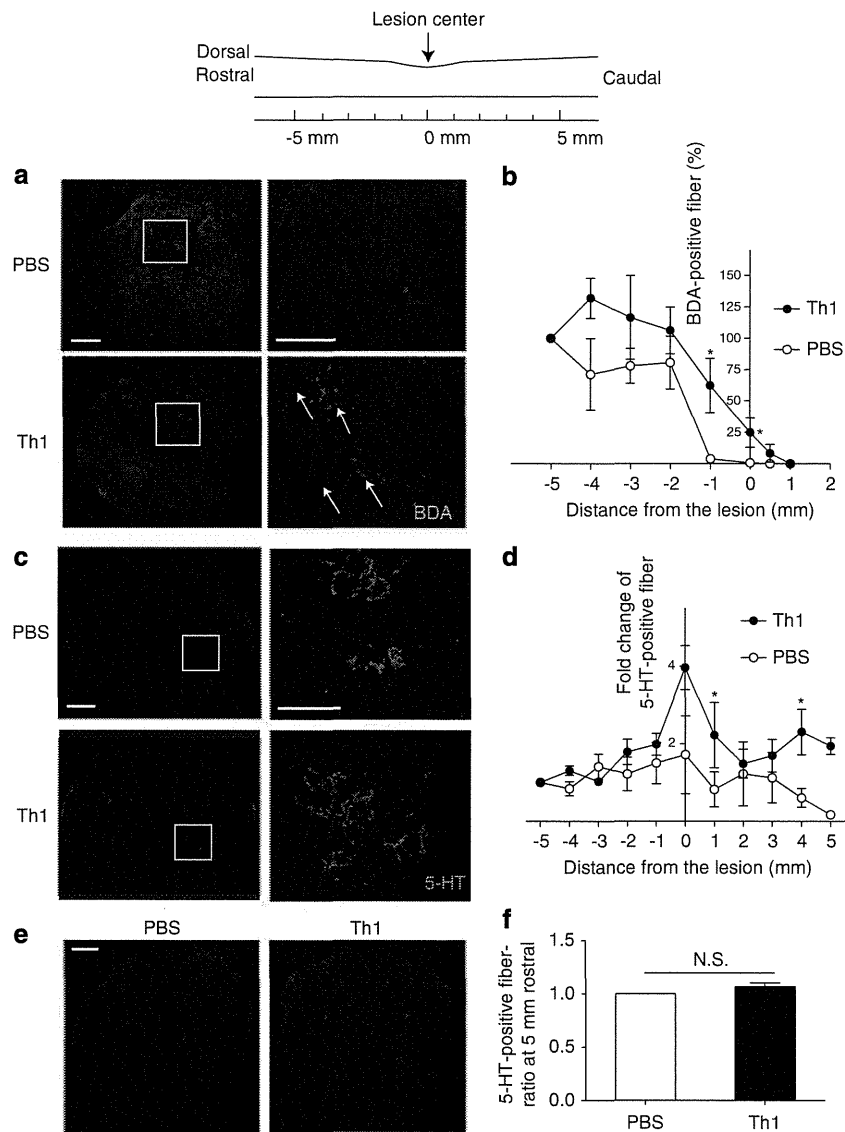 Lesion center
Dorsal
Rostral
Caudal
-5 mm
0 mm
5 mm
a
PBS
Th1
BDA
b
BDA-positive fiber (%)
150
125
100
75
50
25
Th1
PBS
*
*
-5 -4 -3 -2 -1 0 1 2
Distance from the lesion (mm)
c
PBS
Th1
5-HT
d
Fold change of
5-HT-positive fiber
4
2
Th1
PBS
*
*
-5 -4 -3 -2 -1 0 1 2 3 4 5
Distance from the lesion (mm)
e
PBS
Th1
f
5-HT-positive fiber-
ratio at 5 mm rostral
1.5
1.0
0.5
0.0
N.S.
PBS
Th1